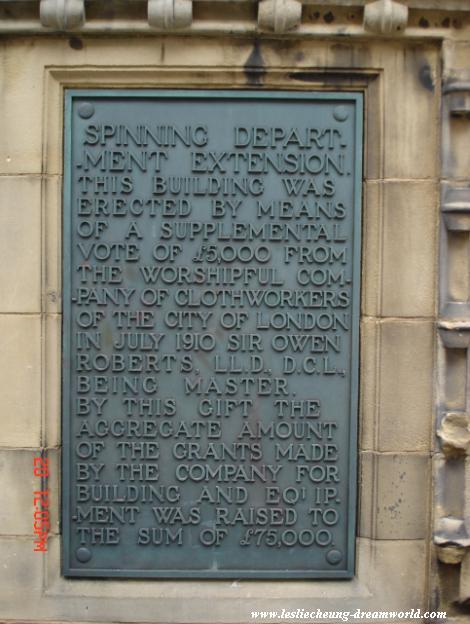 SPINNING DEPART.
.MENT EXTENSION.
THIS BUILDING WAS
ERECTED BY MEANS
OF A SUPPLEMENTAL
VOTE OF £5,000 FROM
THE WORSHIPFUL COM.
.PANY OF CLOTHWORKERS
OF THE CITY OF LONDON
IN JULY 1910 SIR OWEN
ROBERTS, LL.D., D.C.L.,
BEING MASTER.
BY THIS GIFT THE
AGGREGATE AMOUNT
OF THE GRANTS MADE
BY THE COMPANY FOR
BUILDING AND EQUIP.
.MENT WAS RAISED TO
THE SUM OF £75,000.
www.lesliecheung-dreamworld.com